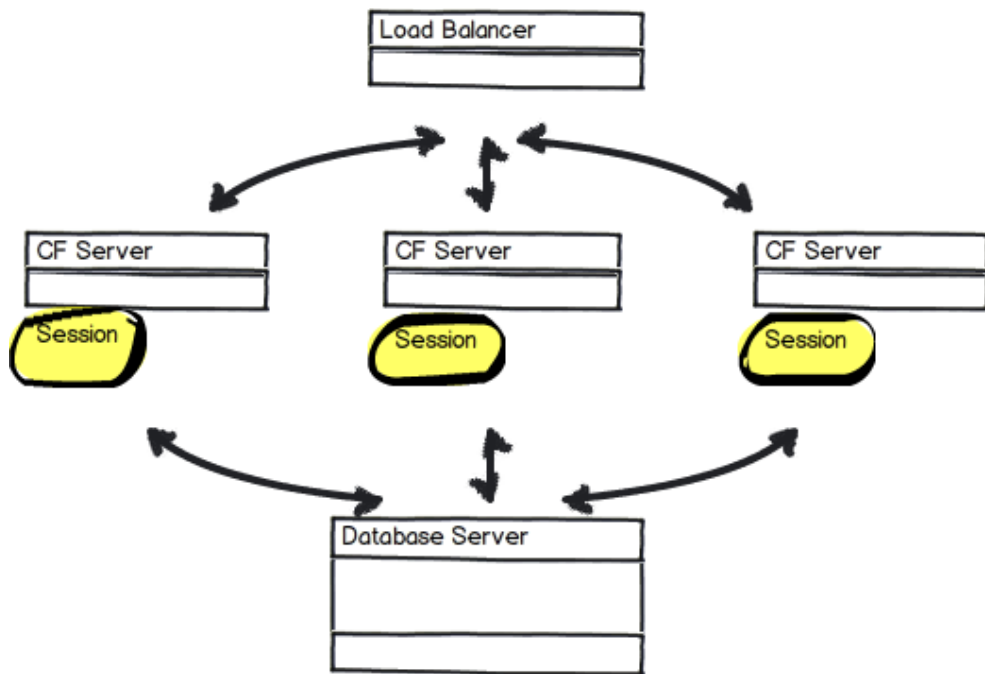 Load Balancer
CF Server
CF Server
CF Server
Session
Session
Session
Database Server